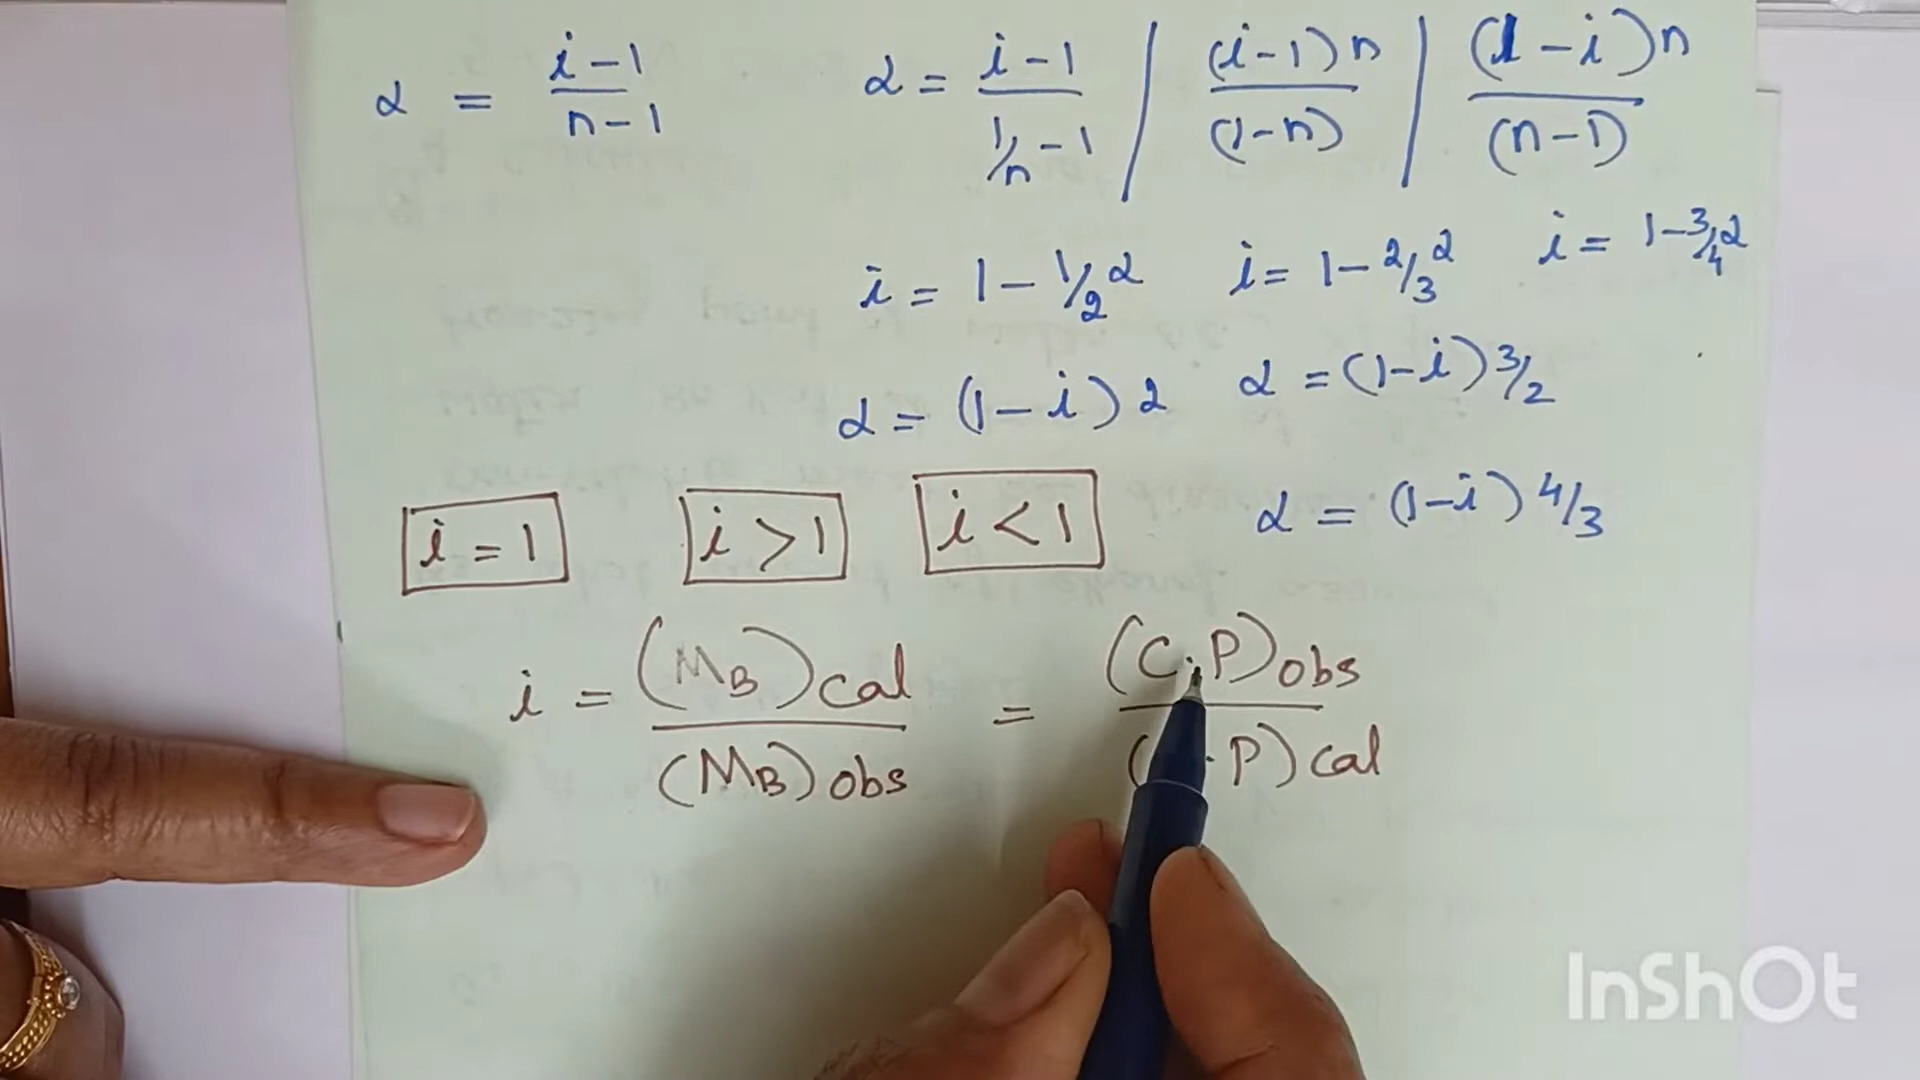 α = i-1 / n-1    α = i-1 / 1/n-1 | (i-1)n / (1-n) | (1-i)n / (n-1)
i = 1-1/2 α    i = 1-2/3 α    i = 1-3/4 α
α = (1-i) 2    α = (1-i) 3/2
i = 1    i > 1    i < 1    α = (1-i) 4/3
i = (MB)cal / (MB)obs = (C.P)obs / ( .P)cal
InShOt